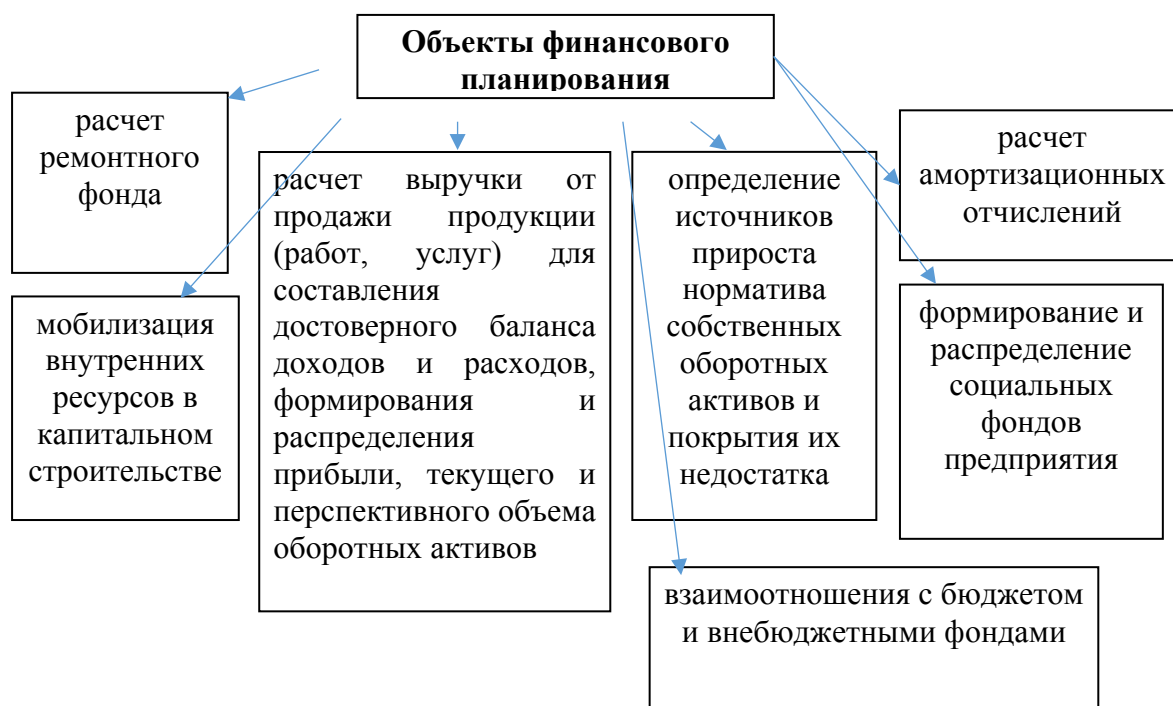 Объекты финансового
планирования
расчет
ремонтного
фонда
мобилизация
внутренних
ресурсов в
капитальном
строительстве
расчет выручки от
продажи продукции
(работ, услуг) для
составления
достоверного баланса
доходов и расходов,
формирования и
распределения
прибыли, текущего и
перспективного объема
оборотных активов
определение
источников
прироста
норматива
собственных
оборотных
активов и
покрытия их
недостатка
расчет
амортизационных
отчислений
формирование и
распределение
социальных
фондов
предприятия
взаимоотношения с бюджетом
и внебюджетными фондами